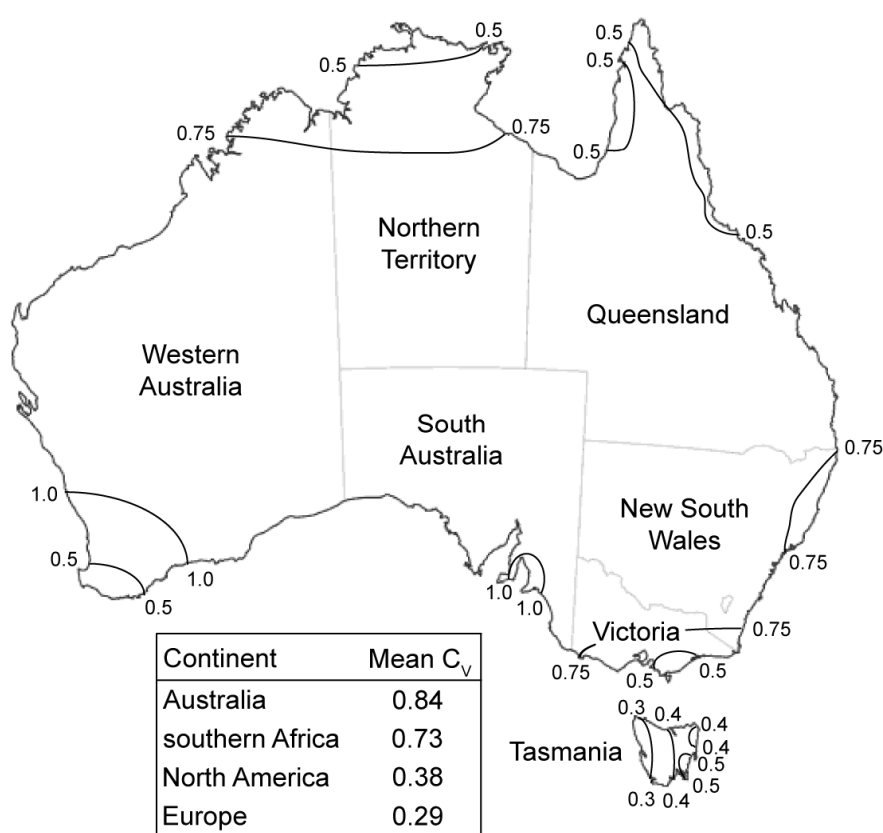 0.5
0.5
0.5
0.5
0.75
0.75
0.5
0.5
Northern
Territory
Queensland
Western
Australia
South
Australia
0.75
1.0
New South
Wales
0.5
0.75
1.0
0.5
1.0
1.0
Victoria
0.75
0.75
0.5
0.5
Continent Mean Cv
Australia 0.84
southern Africa 0.73
North America 0.38
Europe 0.29
Tasmania
0.3
0.4
0.4
0.4
0.5
0.5
0.3
0.4